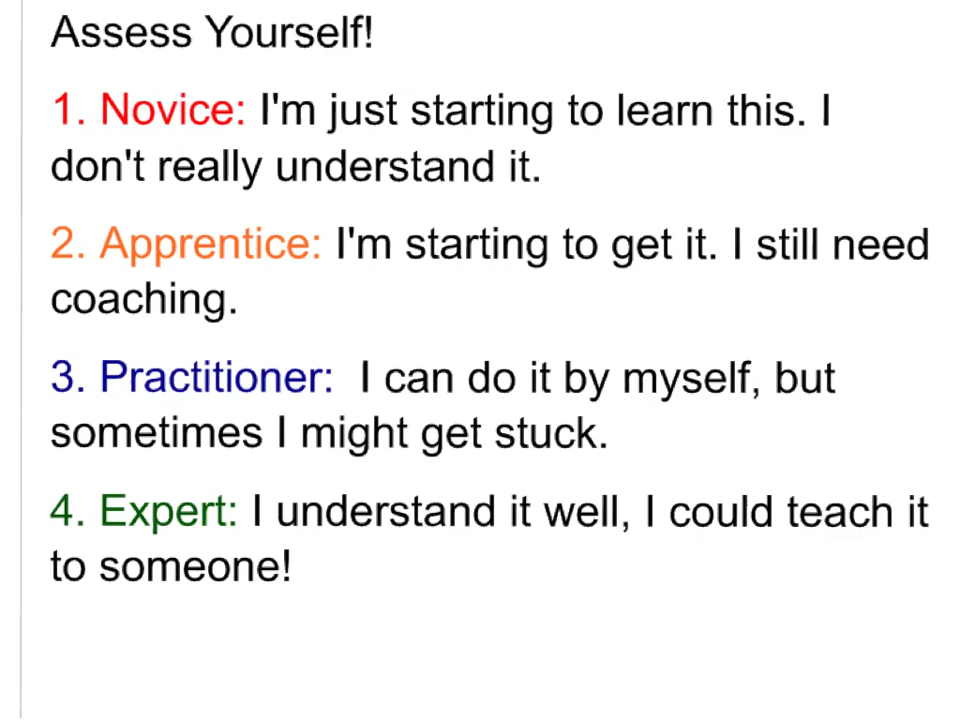 Assess Yourself!
1. Novice: I'm just starting to learn this. I
don't really understand it.
2. Apprentice: I'm starting to get it. I still need
coaching.
3. Practitioner:  I can do it by myself, but
sometimes I might get stuck.
4. Expert: I understand it well, I could teach it
to someone!